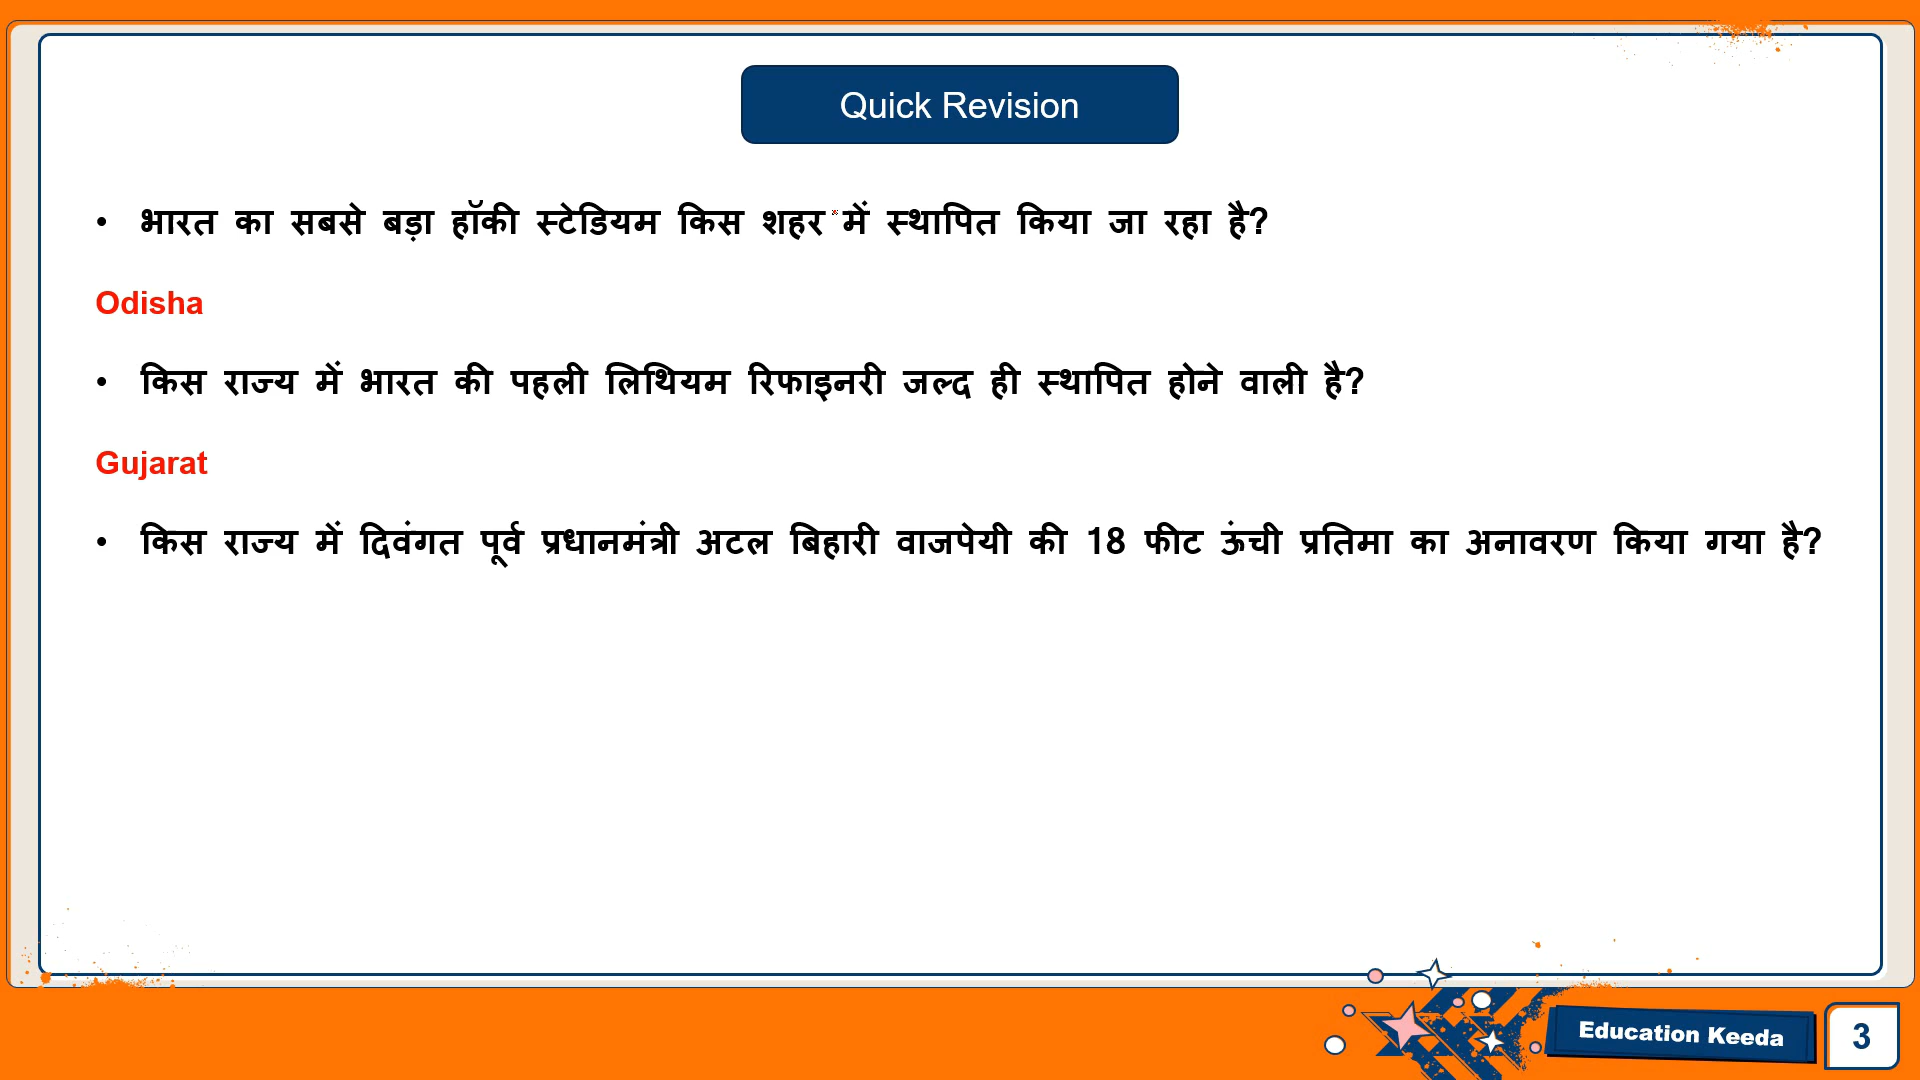 Quick Revision
• भारत का सबसे बड़ा हॉकी स्टेडियम किस शहर में स्थापित किया जा रहा है?
Odisha
• किस राज्य में भारत की पहली लिथियम रिफाइनरी जल्द ही स्थापित होने वाली है?
Gujarat
• किस राज्य में दिवंगत पूर्व प्रधानमंत्री अटल बिहारी वाजपेयी की 18 फीट ऊंची प्रतिमा का अनावरण किया गया है?
Education Keeda
3